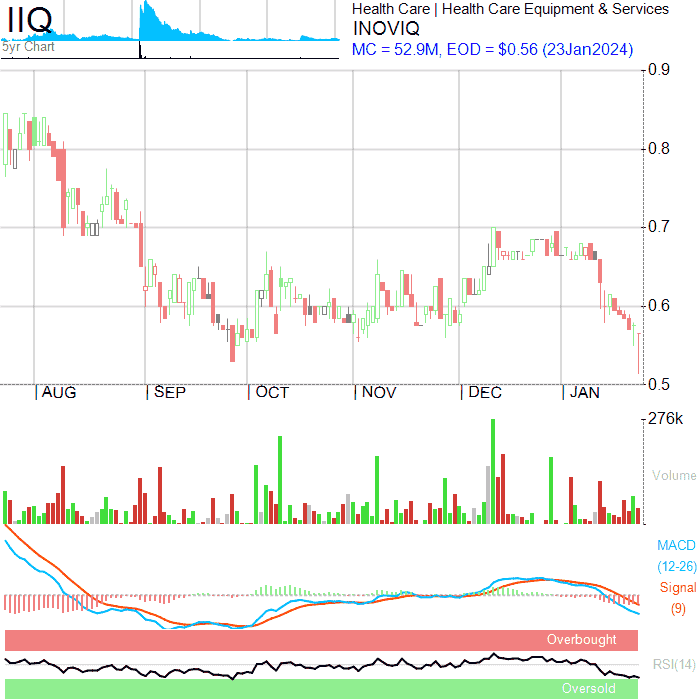 IIQ
5yr Chart
Health Care | Health Care Equipment & Services
INOVIQ
MC = 52.9M, EOD = $0.56 (23Jan2024)
0.9
0.8
0.7
0.6
0.5
AUG SEP OCT NOV DEC JAN
276k
Volume
MACD
(12-26)
Signal
(9)
Overbought
RSI(14)
Oversold